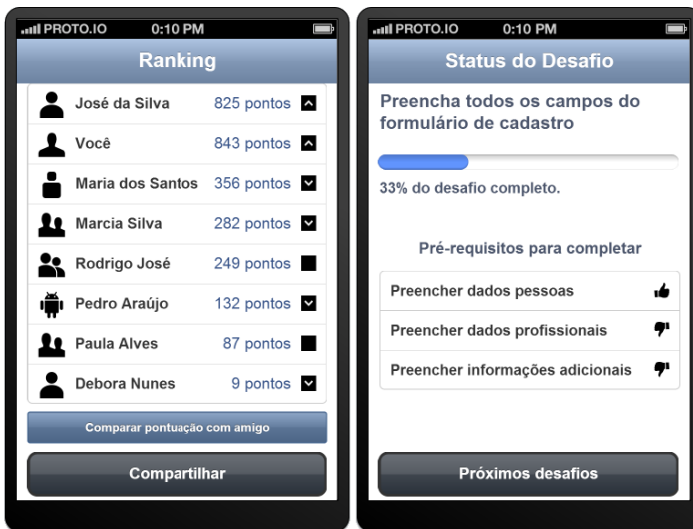 PROTO.IO 0:10 PM
Ranking
José da Silva 825 pontos
Você 843 pontos
Maria dos Santos 356 pontos
Marcia Silva 282 pontos
Rodrigo José 249 pontos
Pedro Araújo 132 pontos
Paula Alves 87 pontos
Debora Nunes 9 pontos
Comparar pontuação com amigo
Compartilhar
PROTO.IO 0:10 PM
Status do Desafio
Preencha todos os campos do
formulário de cadastro
33% do desafio completo.
Pré-requisitos para completar
Preencher dados pessoas
Preencher dados profissionais
Preencher informações adicionais
Próximos desafios